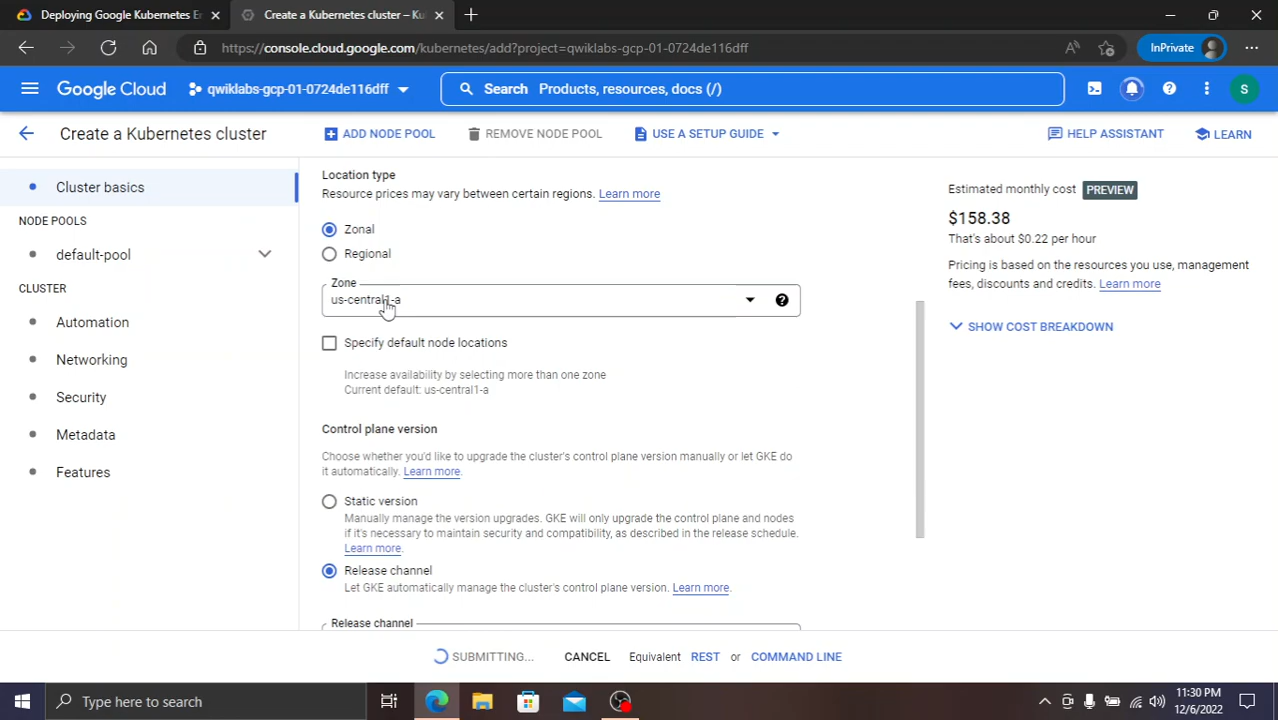 Deploying Google Kubernetes Er
Create a Kubernetes cluster – Ku
https://console.cloud.google.com/kubernetes/add?project=qwiklabs-gcp-01-0724de116dff
InPrivate
Google Cloud
qwiklabs-gcp-01-0724de116dff
Search Products, resources, docs (/)
S
Create a Kubernetes cluster
ADD NODE POOL
REMOVE NODE POOL
USE A SETUP GUIDE
HELP ASSISTANT
LEARN
Cluster basics
NODE POOLS
default-pool
CLUSTER
Automation
Networking
Security
Metadata
Features
Location type
Resource prices may vary between certain regions. Learn more
Zonal
Regional
Zone
us-central1-a
Specify default node locations
Increase availability by selecting more than one zone
Current default: us-central1-a
Control plane version
Choose whether you'd like to upgrade the cluster's control plane version manually or let GKE do
it automatically. Learn more.
Static version
Manually manage the version upgrades. GKE will only upgrade the control plane and nodes
if it's necessary to maintain security and compatibility, as described in the release schedule.
Learn more.
Release channel
Let GKE automatically manage the cluster's control plane version. Learn more.
Release channel
Estimated monthly cost PREVIEW
$158.38
That's about $0.22 per hour
Pricing is based on the resources you use, management
fees, discounts and credits. Learn more
SHOW COST BREAKDOWN
SUBMITTING...
CANCEL
Equivalent REST or COMMAND LINE
Type here to search
11:30 PM
12/6/2022